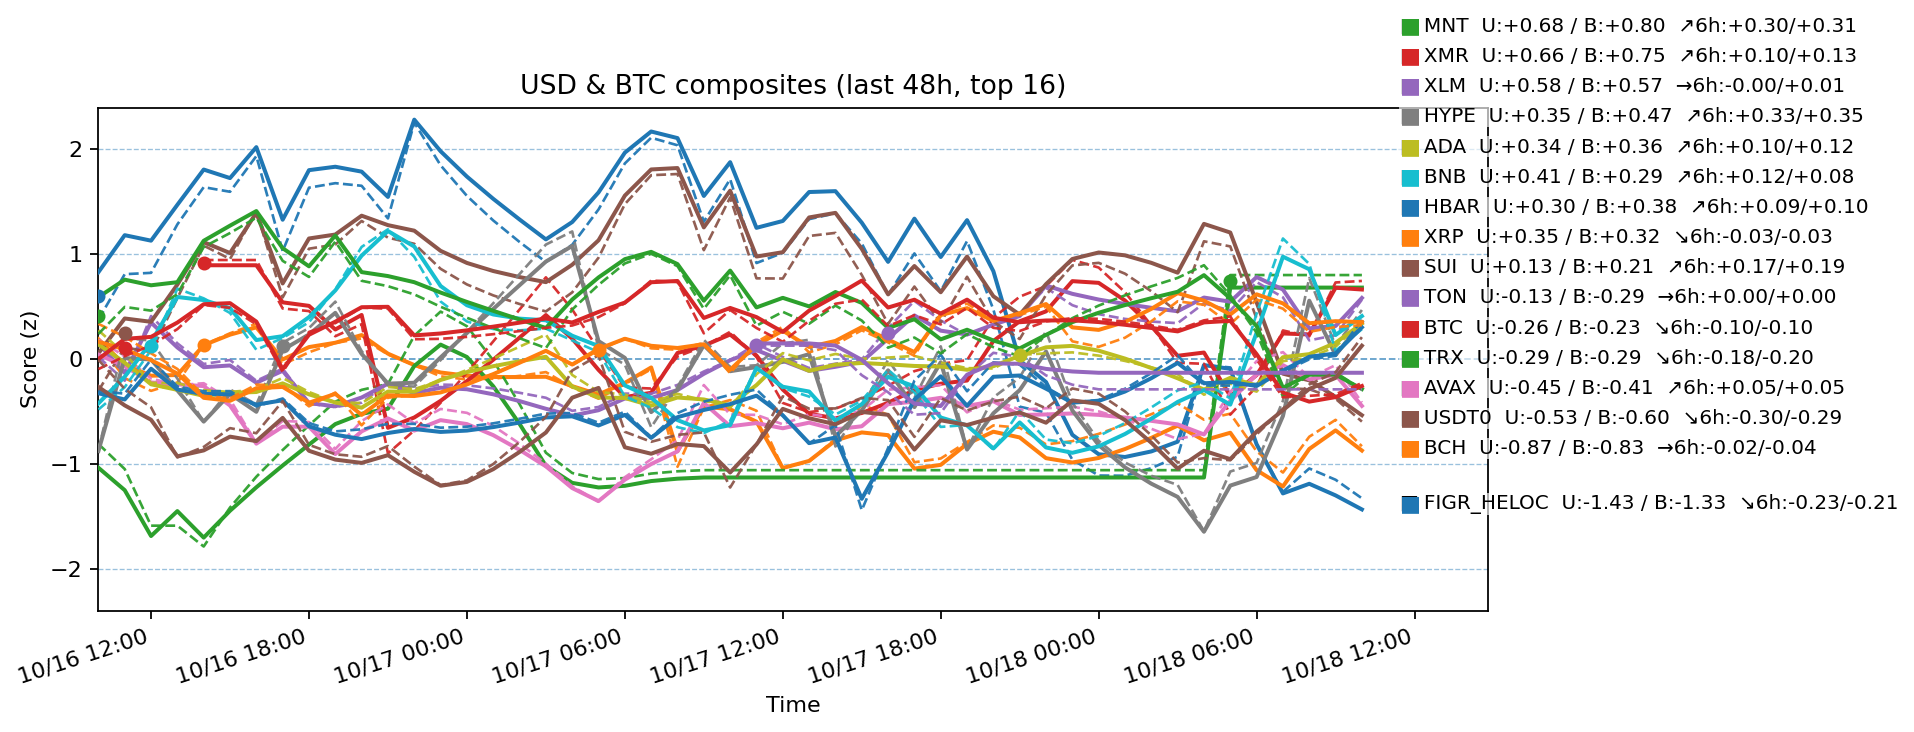 USD & BTC composites (last 48h, top 16)
MNT  U:+0.68 / B:+0.80  ↗6h:+0.30/+0.31
XMR  U:+0.66 / B:+0.75  ↗6h:+0.10/+0.13
XLM  U:+0.58 / B:+0.57  →6h:-0.00/+0.01
HYPE  U:+0.35 / B:+0.47  ↗6h:+0.33/+0.35
ADA  U:+0.34 / B:+0.36  ↗6h:+0.10/+0.12
BNB  U:+0.41 / B:+0.29  ↗6h:+0.12/+0.08
HBAR  U:+0.30 / B:+0.38  ↗6h:+0.09/+0.10
XRP  U:+0.35 / B:+0.32  ↘6h:-0.03/-0.03
SUI  U:+0.13 / B:+0.21  ↗6h:+0.17/+0.19
TON  U:-0.13 / B:-0.29  →6h:+0.00/+0.00
BTC  U:-0.26 / B:-0.23  ↘6h:-0.10/-0.10
TRX  U:-0.29 / B:-0.29  ↘6h:-0.18/-0.20
AVAX  U:-0.45 / B:-0.41  ↗6h:+0.05/+0.05
USDT0  U:-0.53 / B:-0.60  ↘6h:-0.30/-0.29
BCH  U:-0.87 / B:-0.83  →6h:-0.02/-0.04
FIGR_HELOC  U:-1.43 / B:-1.33  ↘6h:-0.23/-0.21
Score (z)
2
1
0
−1
−2
10/16 12:00
10/16 18:00
10/17 00:00
10/17 06:00
10/17 12:00
10/17 18:00
10/18 00:00
10/18 06:00
10/18 12:00
Time